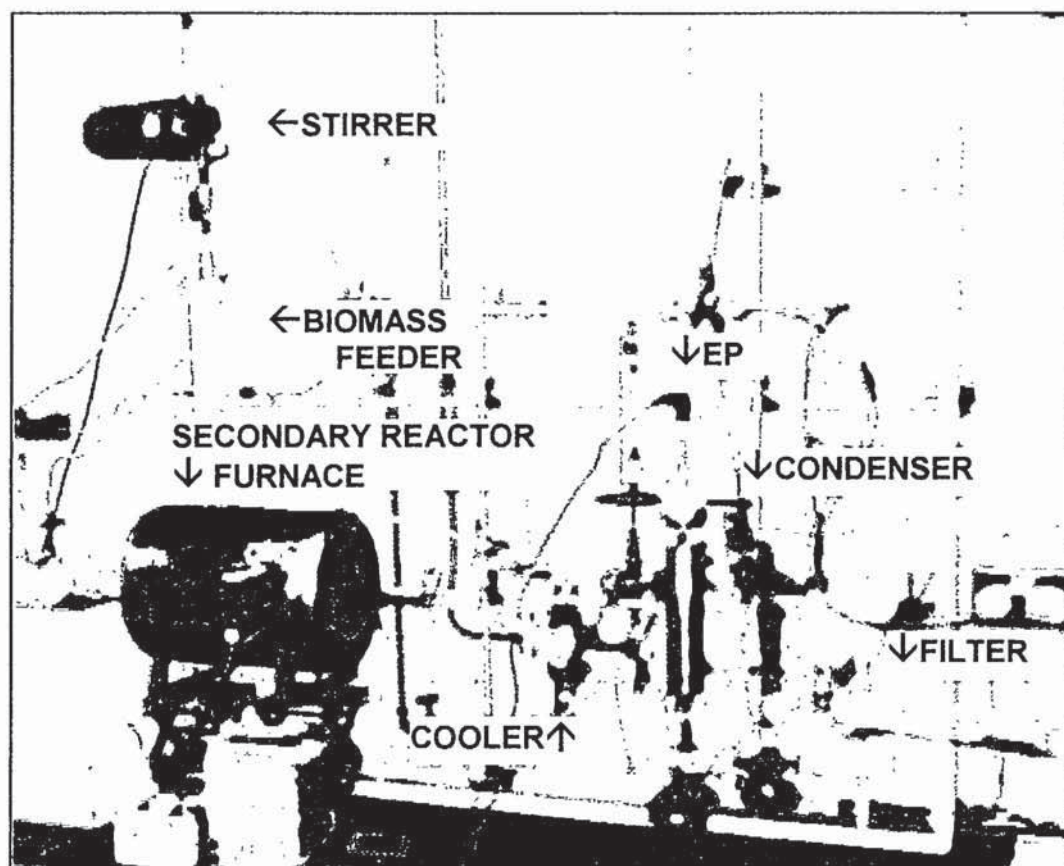 ←STIRRER
←BIOMASS
FEEDER
↓EP
SECONDARY REACTOR
↓ FURNACE
↓CONDENSER
↓FILTER
COOLER↑